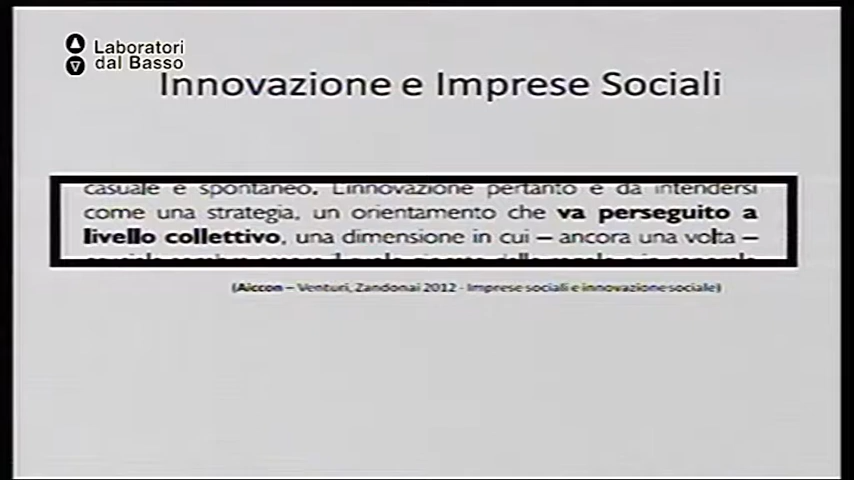 Laboratori
dal Basso
Innovazione e Imprese Sociali
casuale e spontaneo. L'innovazione pertanto è da intendersi
come una strategia, un orientamento che va perseguito a
livello collettivo, una dimensione in cui – ancora una volta –
(Aiccon – Venturi, Zandonai 2012 - Imprese sociali e innovazione sociale)